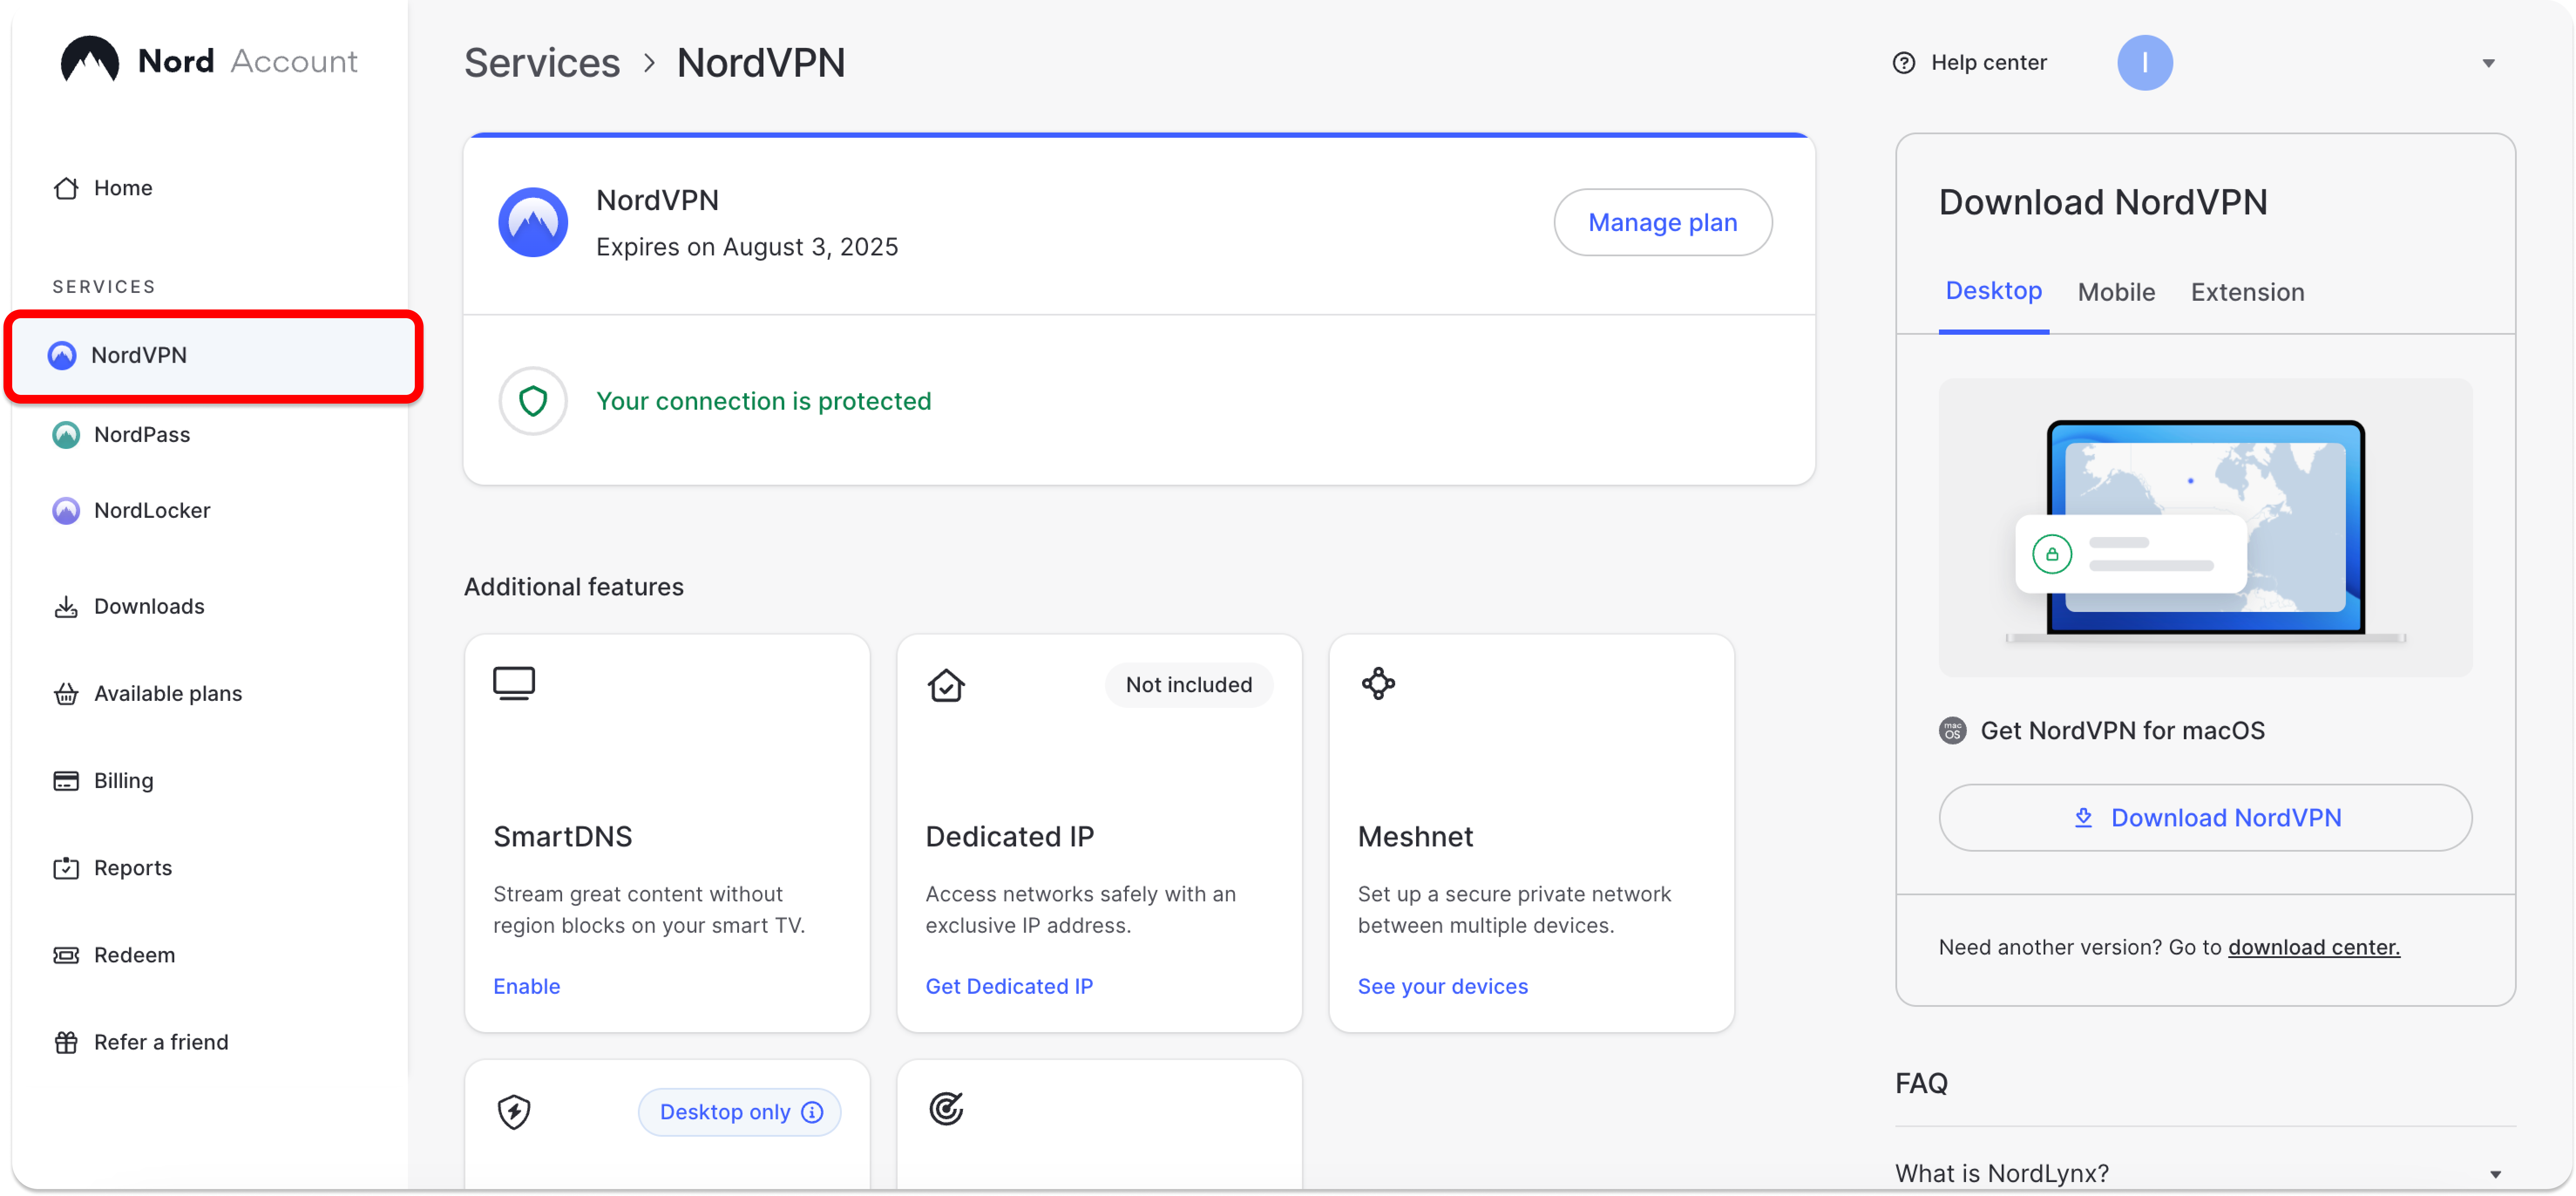 Nord Account
Home
SERVICES
NordVPN
NordPass
NordLocker
Downloads
Available plans
Billing
Reports
Redeem
Refer a friend
Services > NordVPN
Help center
I
NordVPN
Expires on August 3, 2025
Manage plan
Your connection is protected
Additional features
SmartDNS
Stream great content without
region blocks on your smart TV.
Enable
Not included
Dedicated IP
Access networks safely with an
exclusive IP address.
Get Dedicated IP
Meshnet
Set up a secure private network
between multiple devices.
See your devices
Desktop only
Download NordVPN
Desktop Mobile Extension
mac
OS
Get NordVPN for macOS
Download NordVPN
Need another version? Go to download center.
FAQ
What is NordLynx?